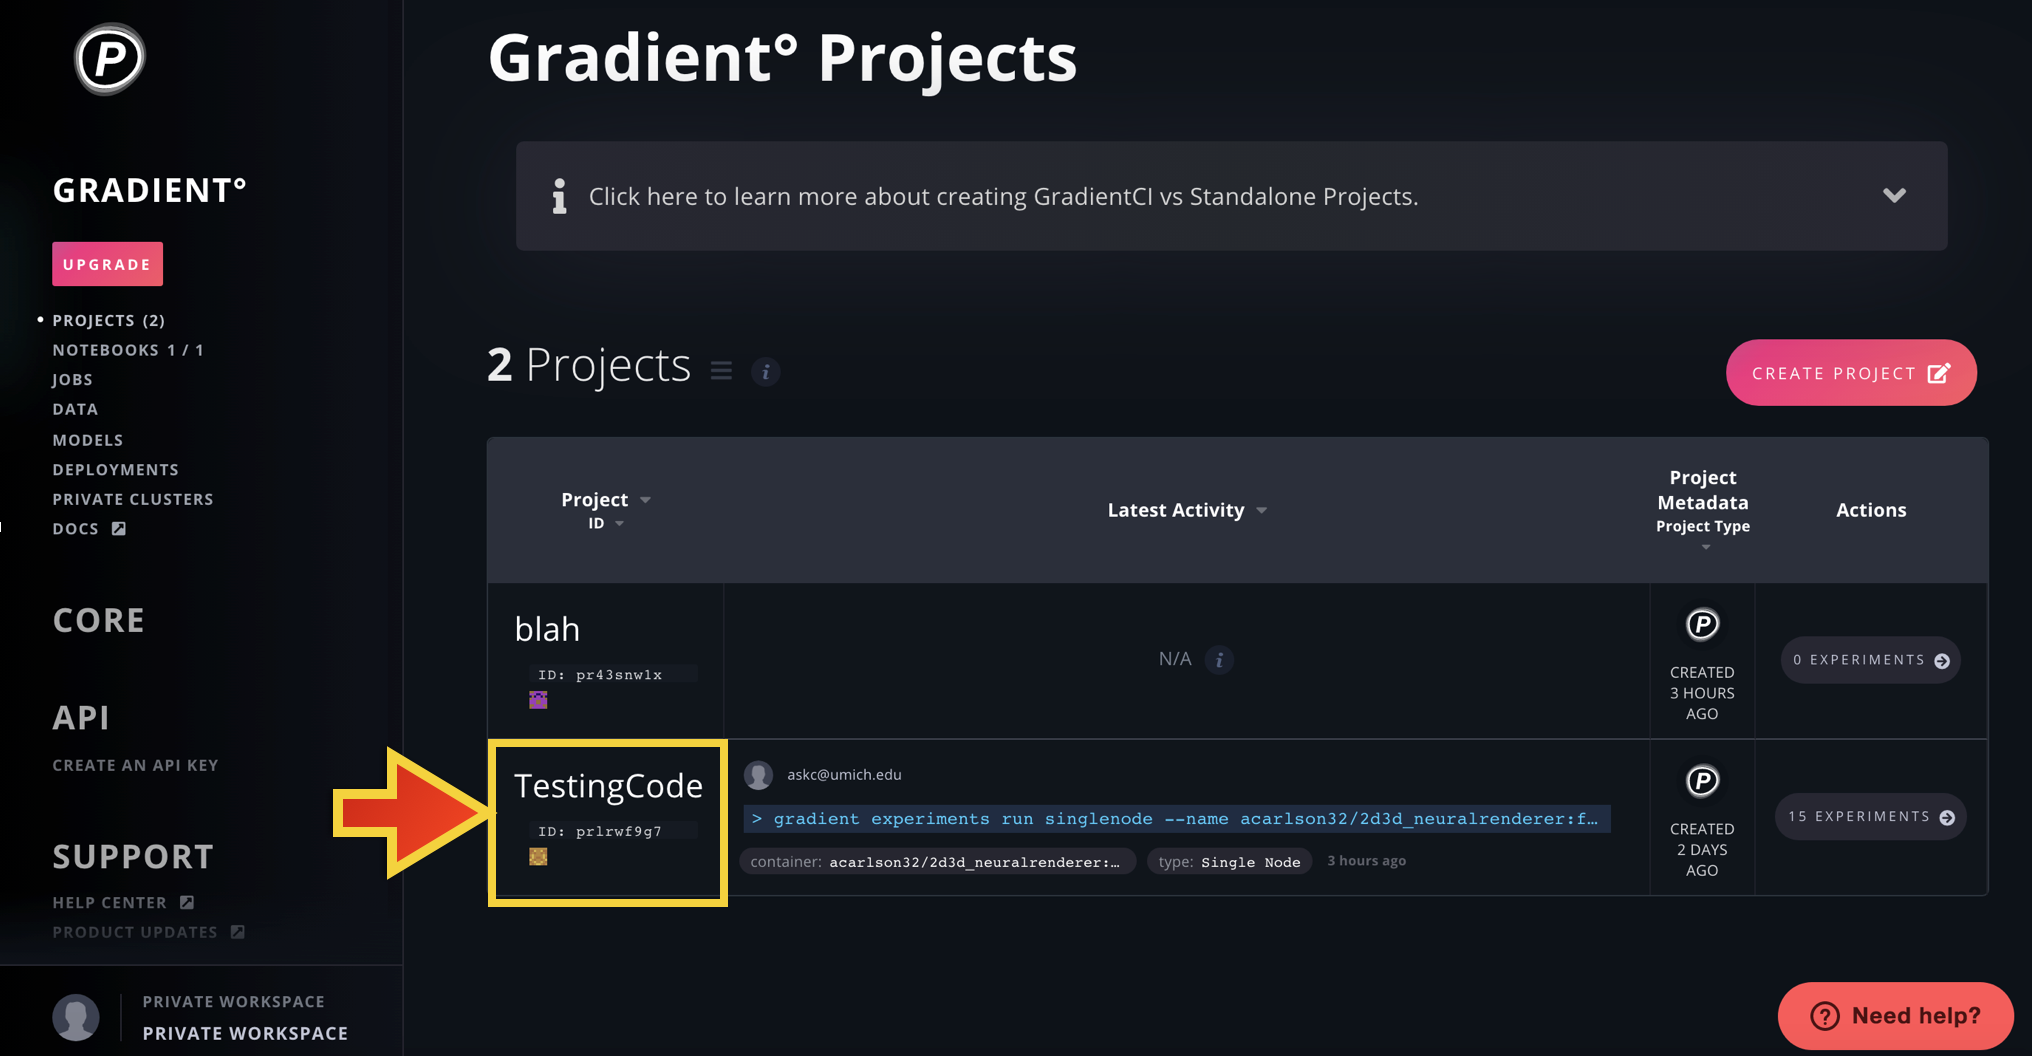 P
GRADIENT°
UPGRADE
PROJECTS (2)
NOTEBOOKS 1 / 1
JOBS
DATA
MODELS
DEPLOYMENTS
PRIVATE CLUSTERS
DOCS
CORE
API
CREATE AN API KEY
SUPPORT
HELP CENTER
PRODUCT UPDATES
PRIVATE WORKSPACE
PRIVATE WORKSPACE
Gradient° Projects
Click here to learn more about creating GradientCI vs Standalone Projects.
2 Projects
CREATE PROJECT
Project
ID
Latest Activity
Project
Metadata
Project Type
Actions
blah
ID: pr43snw1x
N/A
P
CREATED
3 HOURS
AGO
0 EXPERIMENTS
TestingCode
ID: prlrwf9g7
askc@umich.edu
> gradient experiments run singlenode --name acarlson32/2d3d_neuralrenderer:f…
container: acarlson32/2d3d_neuralrenderer:…
type: Single Node
3 hours ago
P
CREATED
2 DAYS
AGO
15 EXPERIMENTS
Need help?